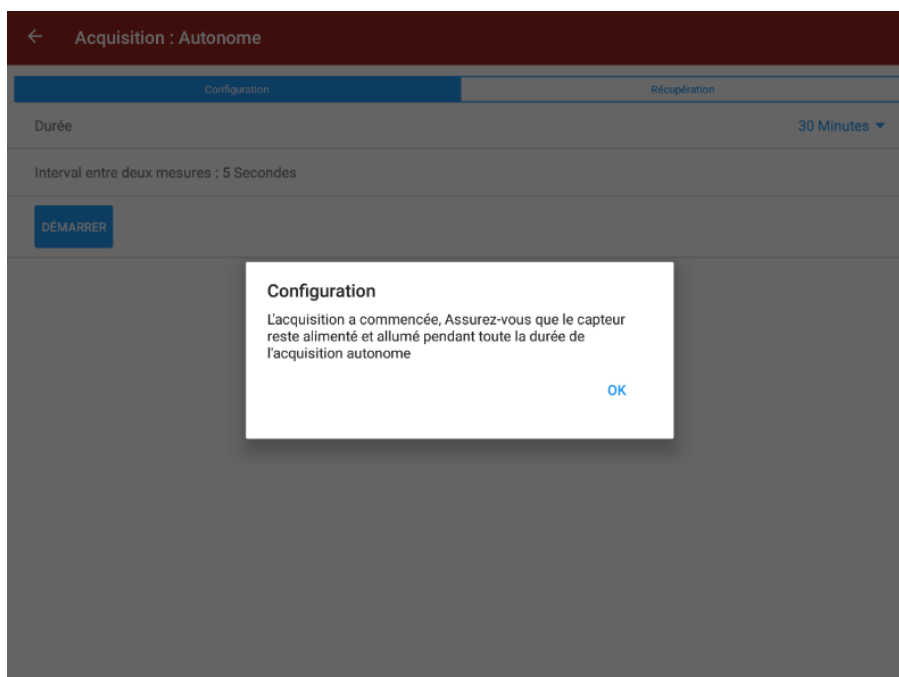 Acquisition : Autonome
Configuration
Récupération
Durée
30 Minutes
Interval entre deux mesures : 5 Secondes
DÉMARRER
Configuration
L'acquisition a commencée, Assurez-vous que le capteur
reste alimenté et allumé pendant toute la durée de
l'acquisition autonome
OK